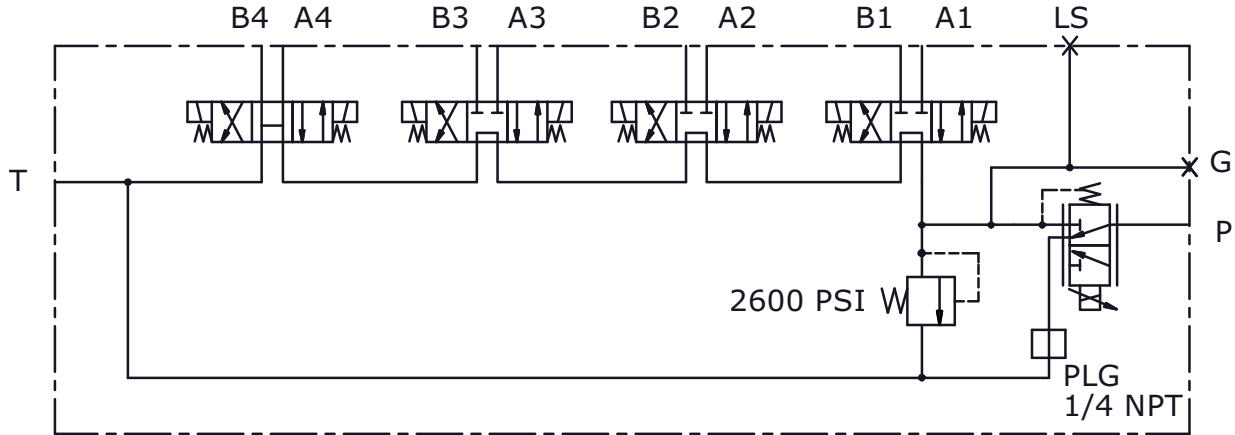 B4 A4 B3 A3 B2 A2 B1 A1 LS
T
G
P
2600 PSI
PLG
1/4 NPT